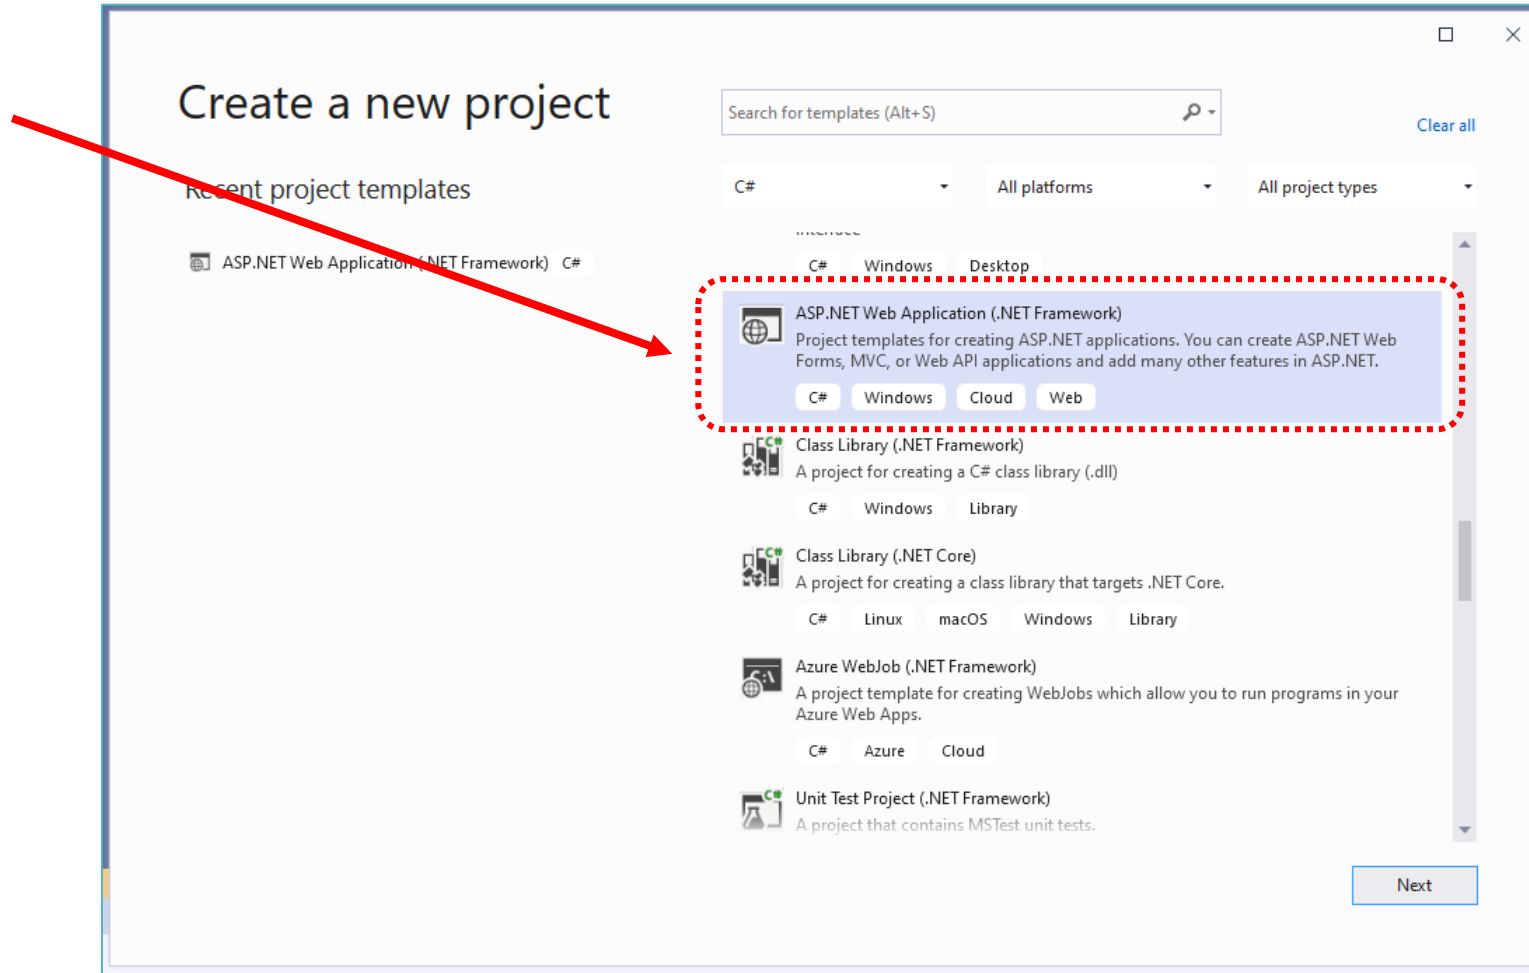 Create a new project
Search for templates (Alt+S)
Clear all
Recent project templates
C#
All platforms
All project types
ASP.NET Web Application (.NET Framework) C#
interface
C# Windows Desktop
ASP.NET Web Application (.NET Framework)
Project templates for creating ASP.NET applications. You can create ASP.NET Web
Forms, MVC, or Web API applications and add many other features in ASP.NET.
C# Windows Cloud Web
Class Library (.NET Framework)
A project for creating a C# class library (.dll)
C# Windows Library
Class Library (.NET Core)
A project for creating a class library that targets .NET Core.
C# Linux macOS Windows Library
Azure WebJob (.NET Framework)
A project template for creating WebJobs which allow you to run programs in your
Azure Web Apps.
C# Azure Cloud
Unit Test Project (.NET Framework)
A project that contains MSTest unit tests.
Next